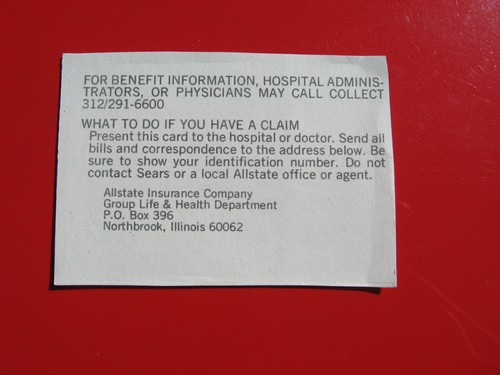 FOR BENEFIT INFORMATION, HOSPITAL ADMINIS-
TRATORS, OR PHYSICIANS MAY CALL COLLECT
312/291-6600
WHAT TO DO IF YOU HAVE A CLAIM
Present this card to the hospital or doctor. Send all
bills and correspondence to the address below. Be
sure to show your identification number. Do not
contact Sears or a local Allstate office or agent.
Allstate Insurance Company
Group Life & Health Department
P.O. Box 396
Northbrook, Illinois 60062